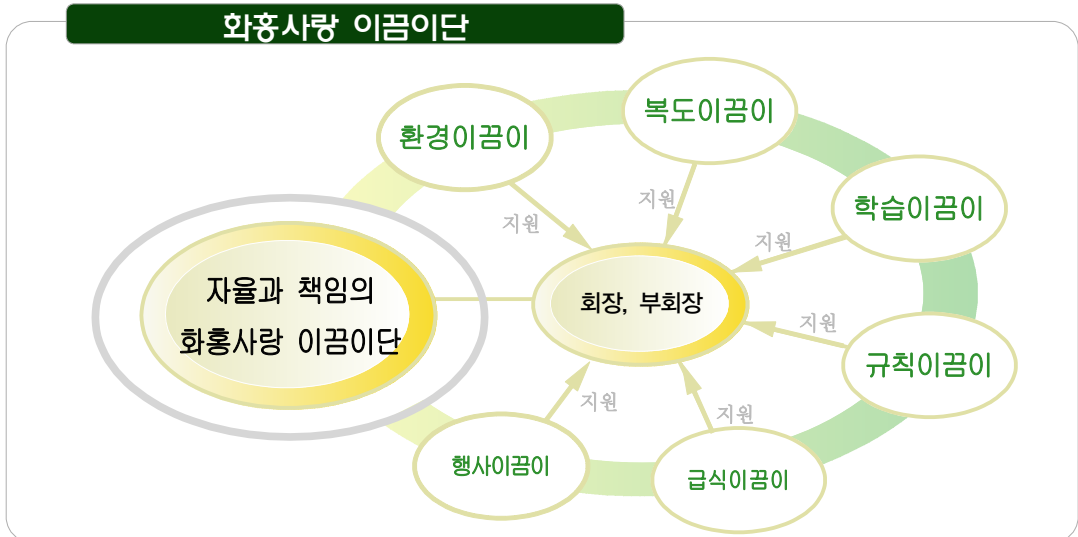 화홍사랑 이끔이단
환경이끔이
복도이끔이
학습이끔이
규칙이끔이
급식이끔이
행사이끔이
지원
지원
지원
지원
지원
지원
자율과 책임의
화홍사랑 이끔이단
회장, 부회장